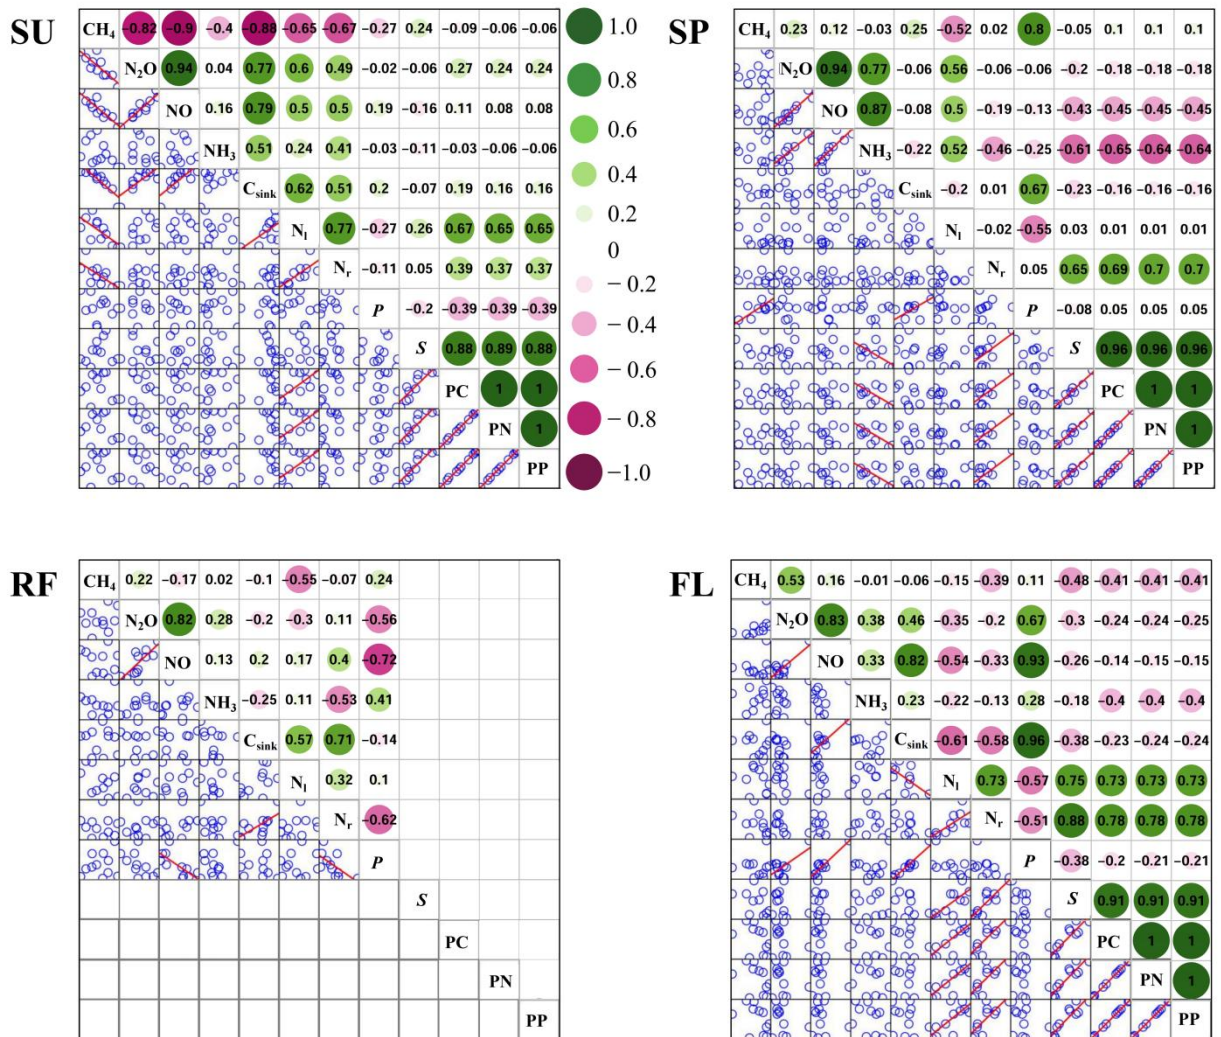 SU
CH₄ −0.82 −0.9 −0.4 −0.88 −0.65 −0.67 −0.27 0.24 −0.09 −0.06 −0.06
N₂O 0.94 0.04 0.77 0.6 0.49 −0.02 −0.06 0.27 0.24 0.24
NO 0.16 0.79 0.5 0.5 0.19 −0.16 0.11 0.08 0.08
NH₃ 0.51 0.24 0.41 −0.03 −0.11 −0.03 −0.06 −0.06
C_sink 0.62 0.51 0.2 −0.07 0.19 0.16 0.16
N_l 0.77 −0.27 0.26 0.67 0.65 0.65
N_r −0.11 0.05 0.39 0.37 0.37
P −0.2 −0.39 −0.39 −0.39
S 0.88 0.89 0.88
PC 1 1
PN 1
PP
1.0
0.8
0.6
0.4
0.2
0
−0.2
−0.4
−0.6
−0.8
−1.0
SP
CH₄ 0.23 0.12 −0.03 0.25 −0.52 0.02 0.8 −0.05 0.1 0.1 0.1
N₂O 0.94 0.77 −0.06 0.56 −0.06 −0.06 −0.2 −0.18 −0.18 −0.18
NO 0.87 −0.08 0.5 −0.19 −0.13 −0.43 −0.45 −0.45 −0.45
NH₃ −0.22 0.52 −0.46 −0.25 −0.61 −0.65 −0.64 −0.64
C_sink −0.2 0.01 0.67 −0.23 −0.16 −0.16 −0.16
N_l −0.02 −0.55 0.03 0.01 0.01 0.01
N_r 0.05 0.65 0.69 0.7 0.7
P −0.08 0.05 0.05 0.05
S 0.96 0.96 0.96
PC 1 1
PN 1
PP
RF
CH₄ 0.22 −0.17 0.02 −0.1 −0.55 −0.07 0.24
N₂O 0.82 0.28 −0.2 −0.3 0.11 −0.56
NO 0.13 0.2 0.17 0.4 −0.72
NH₃ −0.25 0.11 −0.53 0.41
C_sink 0.57 0.71 −0.14
N_l 0.32 0.1
N_r −0.62
P
S
PC
PN
PP
FL
CH₄ 0.53 0.16 −0.01 −0.06 −0.15 −0.39 0.11 −0.48 −0.41 −0.41 −0.41
N₂O 0.83 0.38 0.46 −0.35 −0.2 0.67 −0.3 −0.24 −0.24 −0.25
NO 0.33 0.82 −0.54 −0.33 0.93 −0.26 −0.14 −0.15 −0.15
NH₃ 0.23 −0.22 −0.13 0.28 −0.18 −0.4 −0.4 −0.4
C_sink −0.61 −0.58 0.96 −0.38 −0.23 −0.24 −0.24
N_l 0.73 −0.57 0.75 0.73 0.73 0.73
N_r −0.51 0.88 0.78 0.78 0.78
P −0.38 −0.2 −0.21 −0.21
S 0.91 0.91 0.91
PC 1 1
PN 1
PP